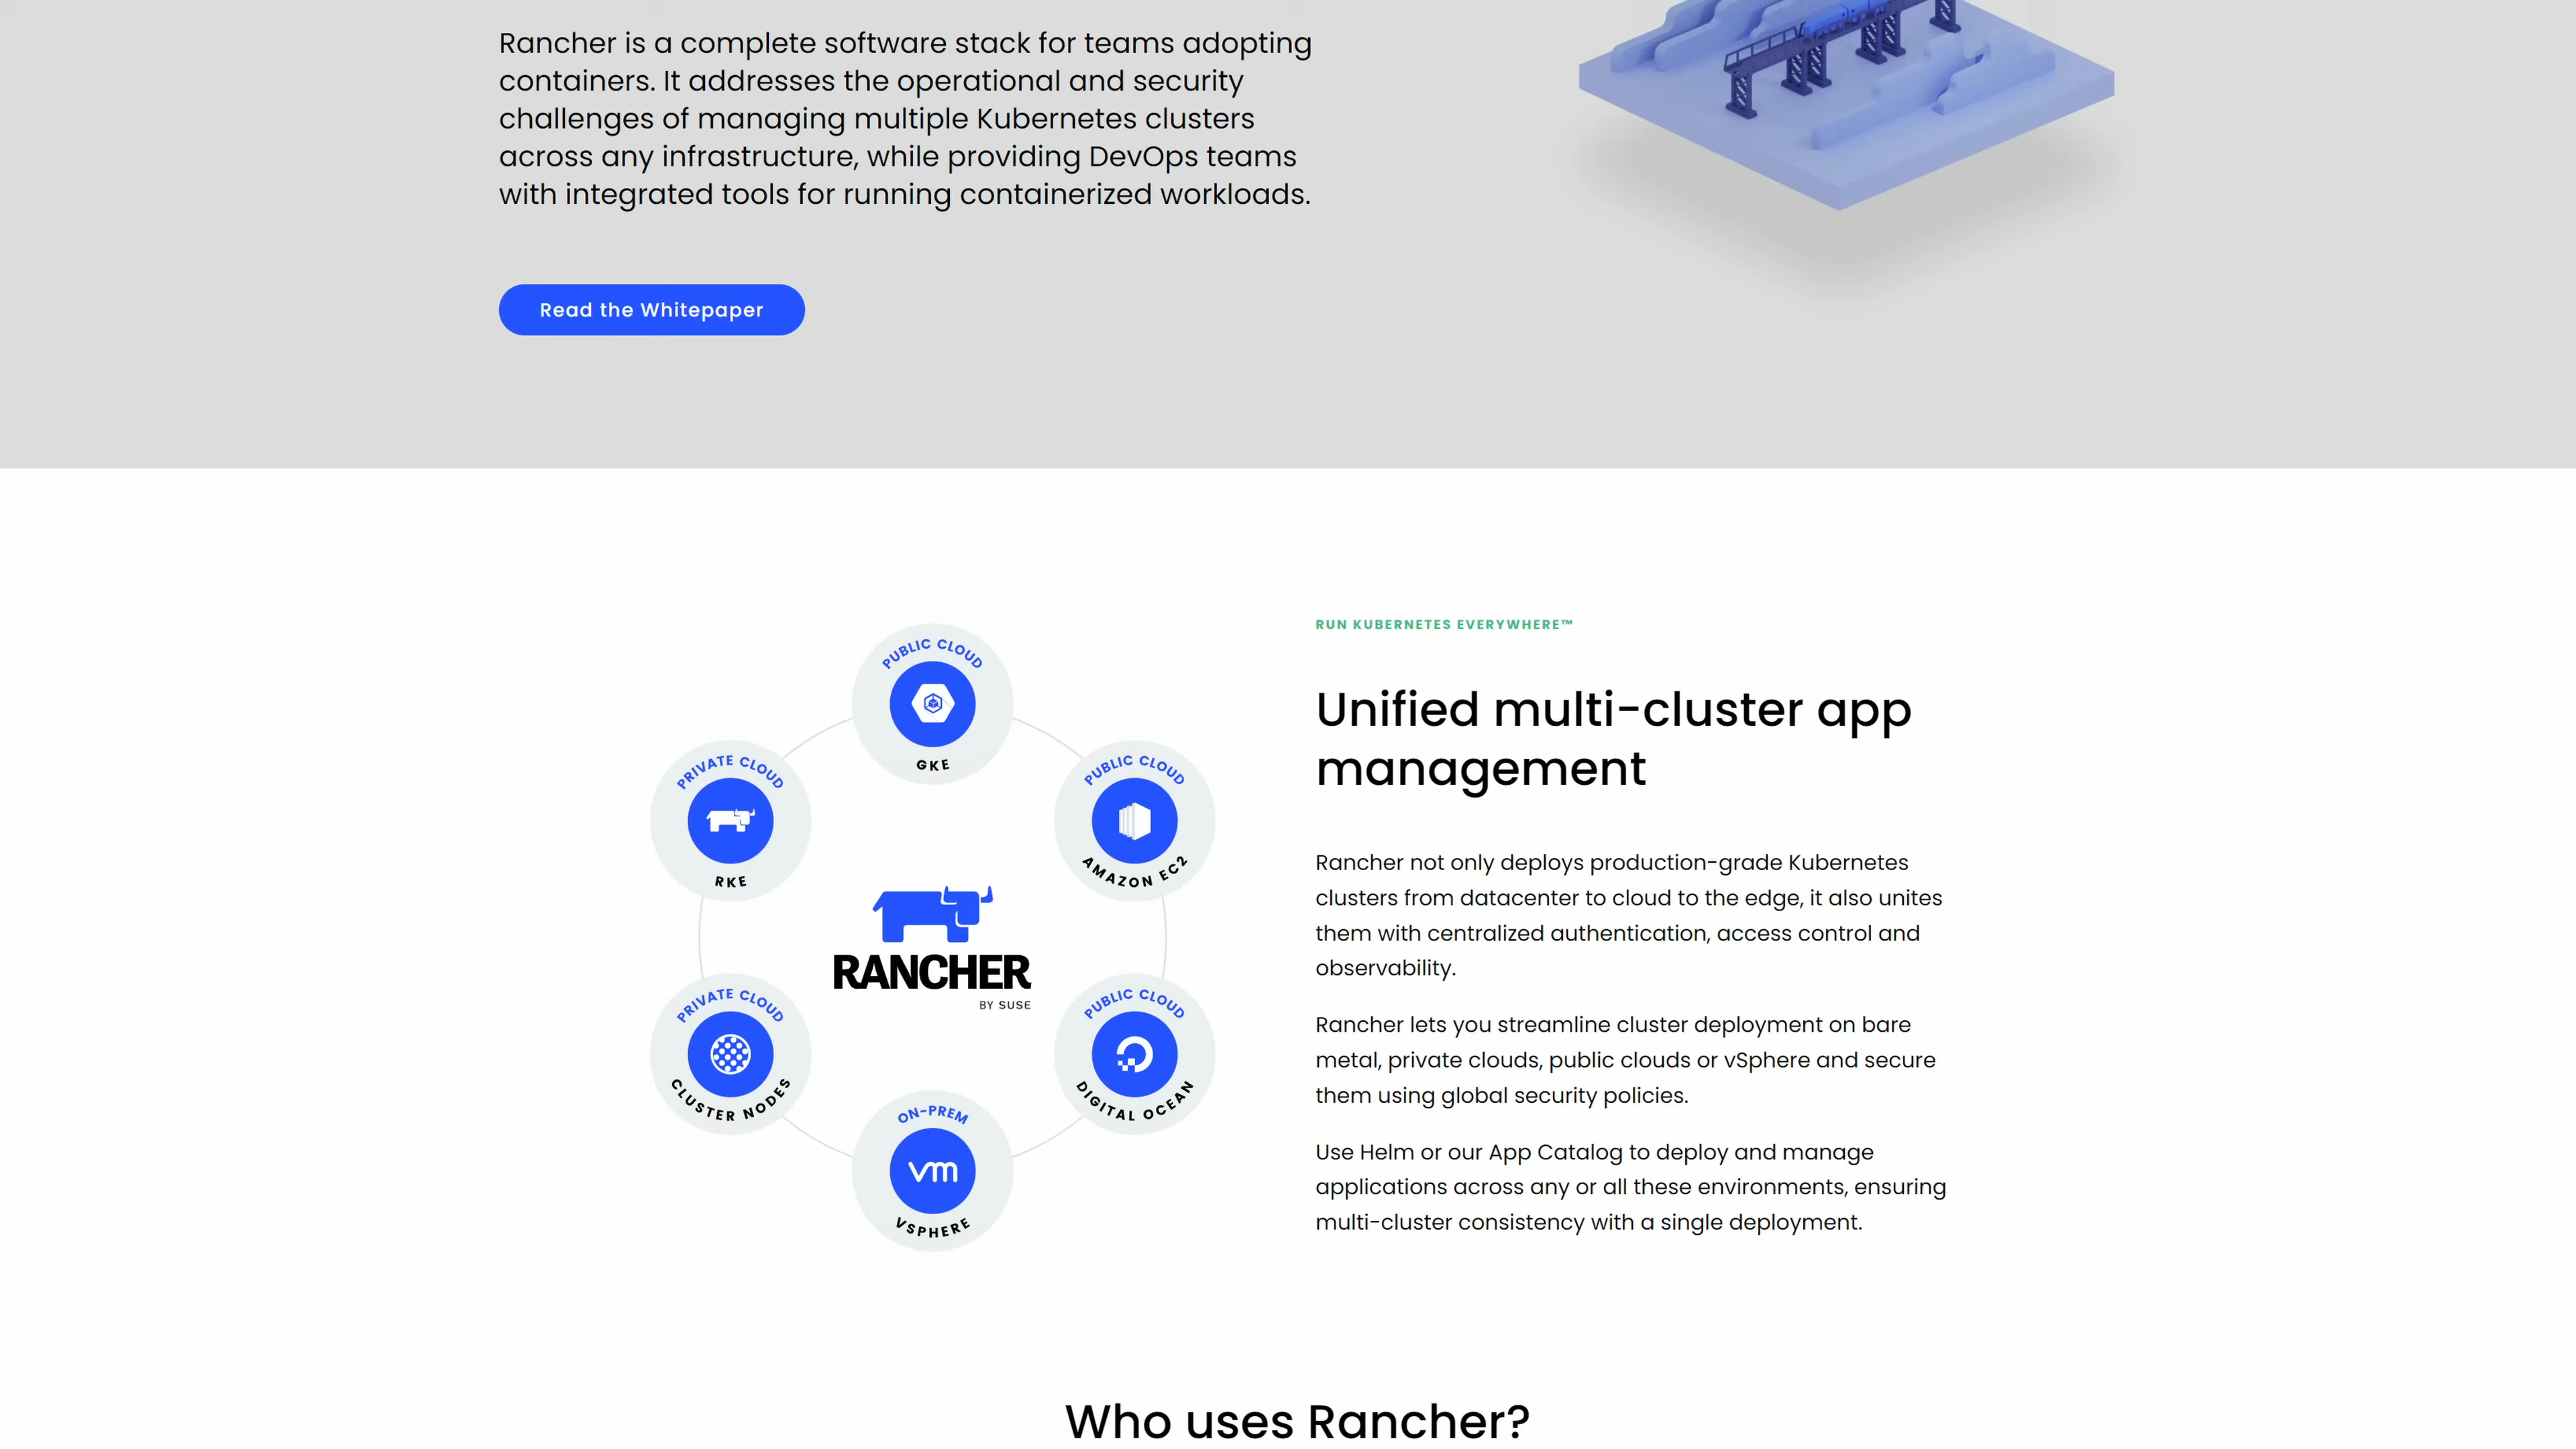 Rancher is a complete software stack for teams adopting
containers. It addresses the operational and security
challenges of managing multiple Kubernetes clusters
across any infrastructure, while providing DevOps teams
with integrated tools for running containerized workloads.
Read the Whitepaper
PUBLIC CLOUD
GKE
PRIVATE CLOUD
RKE
PUBLIC CLOUD
AMAZON EC2
RANCHER
BY SUSE
PRIVATE CLOUD
CLUSTER NODES
PUBLIC CLOUD
DIGITAL OCEAN
ON-PREM
vm
VSPHERE
RUN KUBERNETES EVERYWHERE™
Unified multi-cluster app
management
Rancher not only deploys production-grade Kubernetes
clusters from datacenter to cloud to the edge, it also unites
them with centralized authentication, access control and
observability.
Rancher lets you streamline cluster deployment on bare
metal, private clouds, public clouds or vSphere and secure
them using global security policies.
Use Helm or our App Catalog to deploy and manage
applications across any or all these environments, ensuring
multi-cluster consistency with a single deployment.
Who uses Rancher?